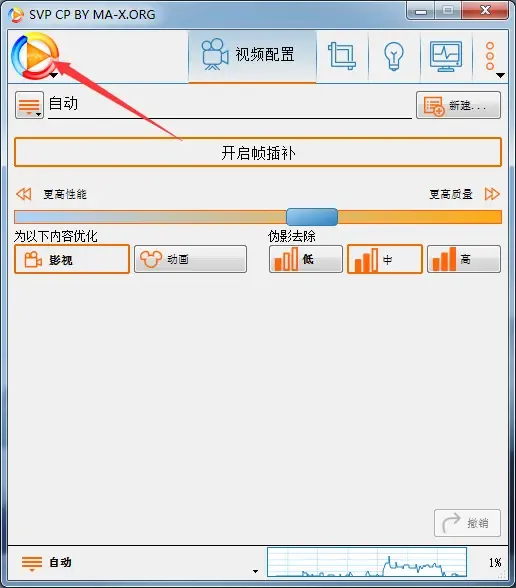 SVP CP BY MA-X.ORG
视频配置
自动
新建...
开启帧插补
更高性能
更高质量
为以下内容优化
伪影去除
影视
动画
低
中
高
撤销
自动
1%